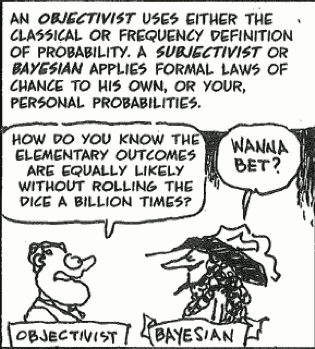 AN OBJECTIVIST USES EITHER THE
CLASSICAL OR FREQUENCY DEFINITION
OF PROBABILITY. A SUBJECTIVIST OR
BAYESIAN APPLIES FORMAL LAWS OF
CHANCE TO HIS OWN, OR YOUR,
PERSONAL PROBABILITIES.
HOW DO YOU KNOW THE
ELEMENTARY OUTCOMES
ARE EQUALLY LIKELY
WITHOUT ROLLING THE
DICE A BILLION TIMES?
WANNA
BET?
OBJECTIVIST
BAYESIAN